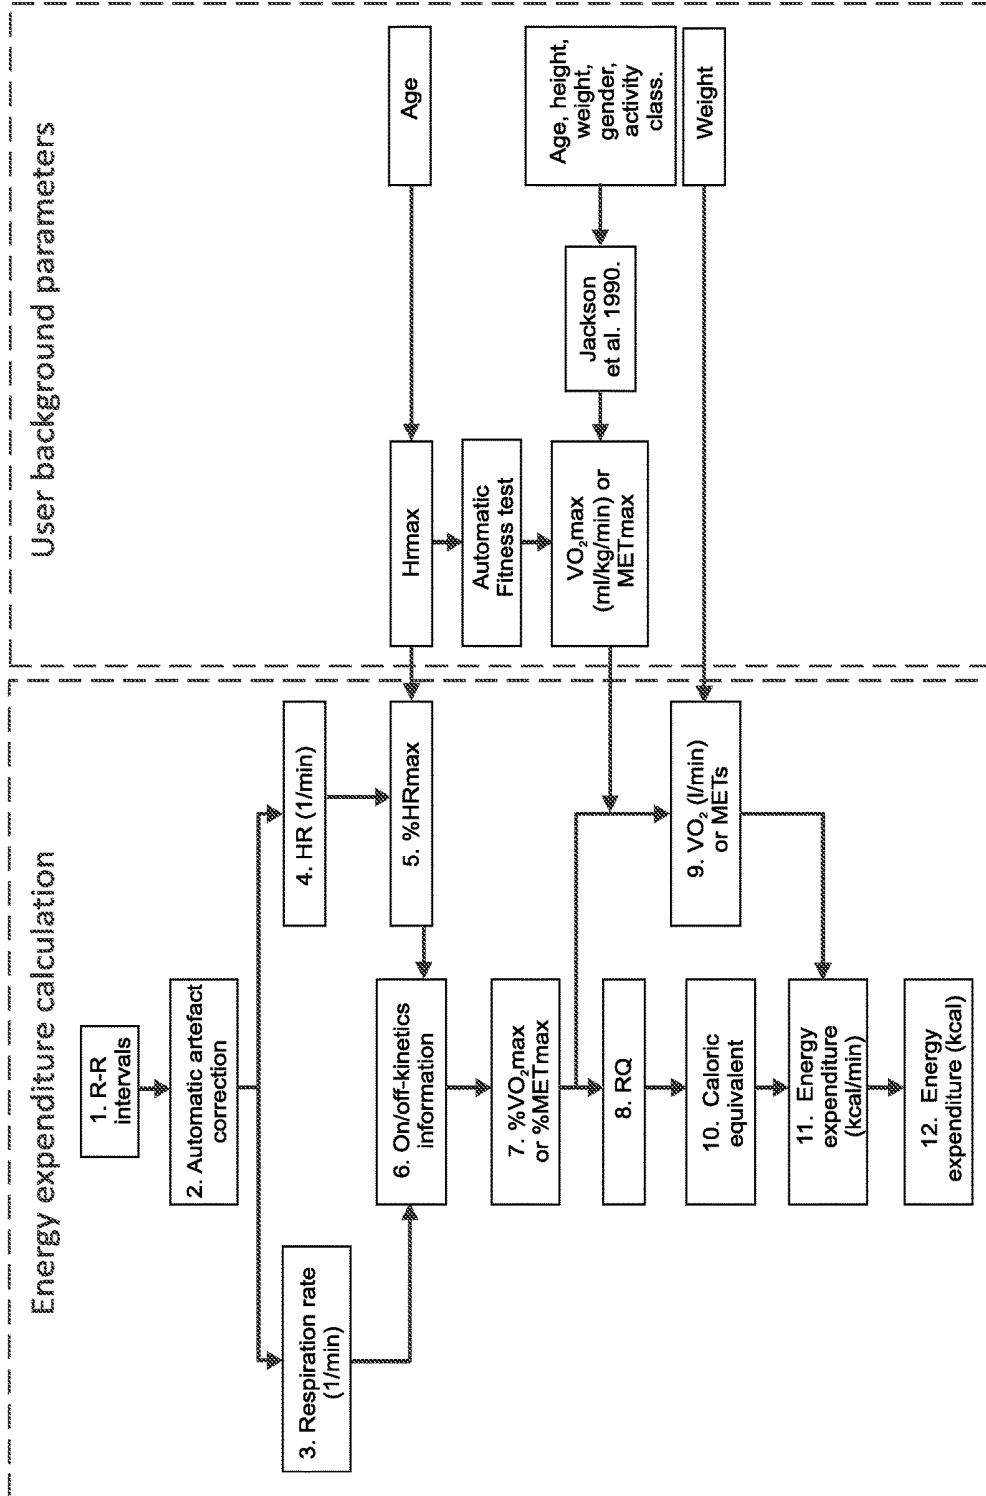 Energy expenditure calculation
1. R-R
intervals
2. Automatic artefact
correction
3. Respiration rate
(1/min)
4. HR (1/min)
5. %HRmax
6. On/off-kinetics
information
7. %VO₂max
or %METmax
8. RQ
9. VO₂ (l/min)
or METs
10. Caloric
equivalent
11. Energy
expenditure
(kcal/min)
12. Energy
expenditure (kcal)
User background parameters
Hrmax
Age
Automatic
Fitness test
VO₂max
(ml/kg/min) or
METmax
Jackson
et al. 1990.
Age, height,
weight,
gender,
activity
class.
Weight